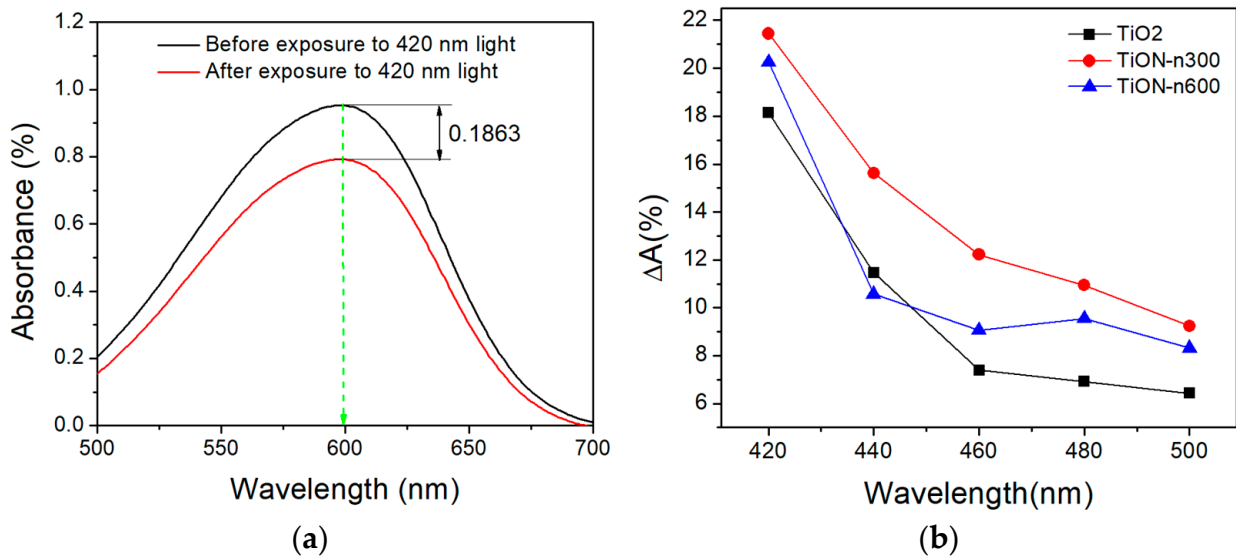 1.2
1.0
0.8
0.6
0.4
0.2
0.0
Absorbance (%)
Before exposure to 420 nm light
After exposure to 420 nm light
0.1863
500 550 600 650 700
Wavelength (nm)
(a)
22
20
18
16
14
12
10
8
6
ΔA(%)
TiO2
TiON-n300
TiON-n600
420 440 460 480 500
Wavelength(nm)
(b)